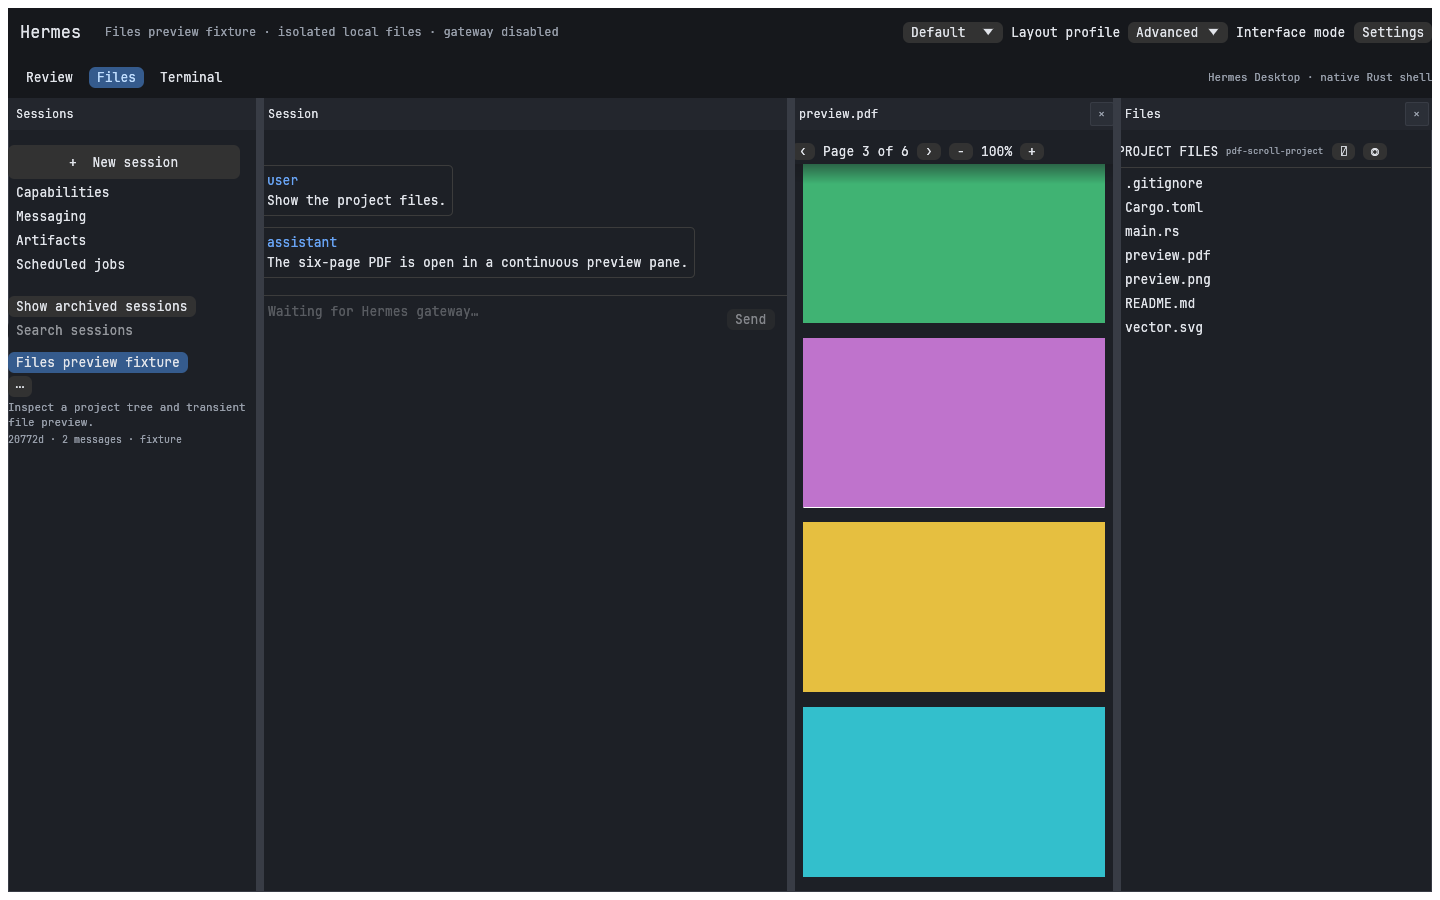 Hermes
Files preview fixture · isolated local files · gateway disabled
Default
Layout profile
Advanced
Interface mode
Settings
Review
Files
Terminal
Hermes Desktop · native Rust shell
Sessions
+ New session
Capabilities
Messaging
Artifacts
Scheduled jobs
Show archived sessions
Search sessions
Files preview fixture
⋯
Inspect a project tree and transient
file preview.
20772d · 2 messages · fixture
Session
user
Show the project files.
assistant
The six-page PDF is open in a continuous preview pane.
Waiting for Hermes gateway…
Send
preview.pdf
×
‹ Page 3 of 6 › - 100% +
Files
×
PROJECT FILES pdf-scroll-project
.gitignore
Cargo.toml
main.rs
preview.pdf
preview.png
README.md
vector.svg